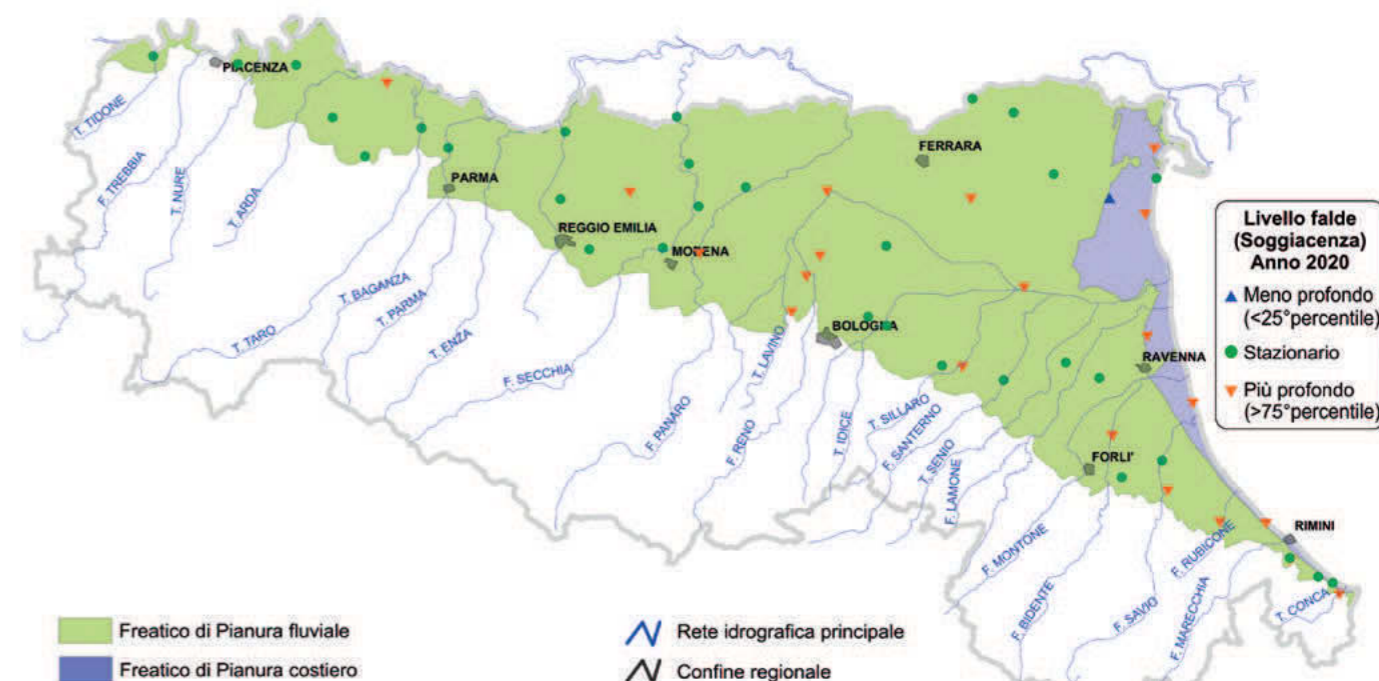 PIACENZA
T. TIDONE
F. TREBBIA
T. NURE
T. ARDA
PARMA
FERRARA
REGGIO EMILIA
MODENA
BOLOGNA
RAVENNA
FORLI'
RIMINI
T. TARO
T. BAGANZA
T. PARMA
T. ENZA
F. SECCHIA
F. PANARO
F. RENO
T. LAVINO
T. IDICE
T. SILLARO
F. SANTERNO
T. SENIO
F. LAMONE
F. MONTONE
F. BIDENTE
F. SAVIO
F. RUBICONE
F. MARECCHIA
T. CONCA
Livello falde
(Soggiacenza)
Anno 2020
Meno profondo
(<25°percentile)
Stazionario
Più profondo
(>75°percentile)
Freatico di Pianura fluviale
Freatico di Pianura costiero
Rete idrografica principale
Confine regionale